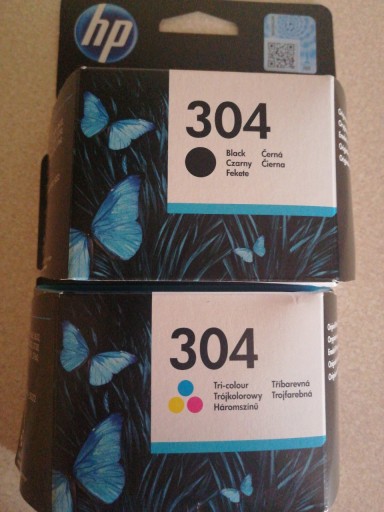 hp
304
Black Černá
Czarny Čierna
Fekete
304
Tri-colour Tříbarevná
Trójkolorowy Trojfarebná
Háromszínű